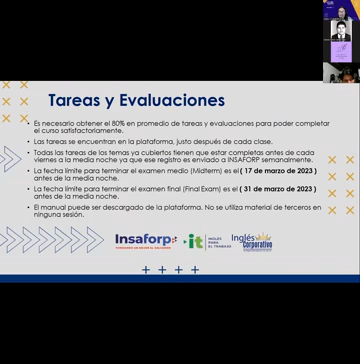 Tareas y Evaluaciones
• Es necesario obtener el 80% en promedio de tareas y evaluaciones para poder completar
el curso satisfactoriamente.
• Las tareas se encuentran en la plataforma, justo después de cada clase.
• Todas las tareas de los temas ya cubiertos tienen que estar completas antes de cada
viernes a la media noche ya que ese registro es enviado a INSAFORP semanalmente.
• La fecha límite para terminar el examen medio (Midterm) es el ( 17 de marzo de 2023 )
antes de la media noche.
• La fecha límite para terminar el examen final (Final Exam) es el ( 31 de marzo de 2023 )
antes de la media noche.
• El manual puede ser descargado de la plataforma. No se utiliza material de terceros en
ninguna sesión.
Insaforp
it
INGLÉS
PARA
EL TRABAJO
Inglés
Corporativo